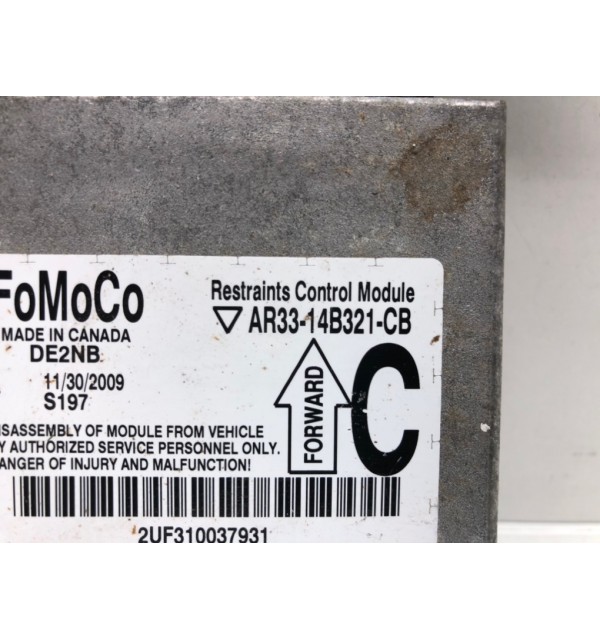 FoMoCo
MADE IN CANADA
DE2NB
11/30/2009
S197
Restraints Control Module
▽ AR33-14B321-CB
FORWARD
C
ISASSEMBLY OF MODULE FROM VEHICLE
Y AUTHORIZED SERVICE PERSONNEL ONLY.
ANGER OF INJURY AND MALFUNCTION!
2UF310037931